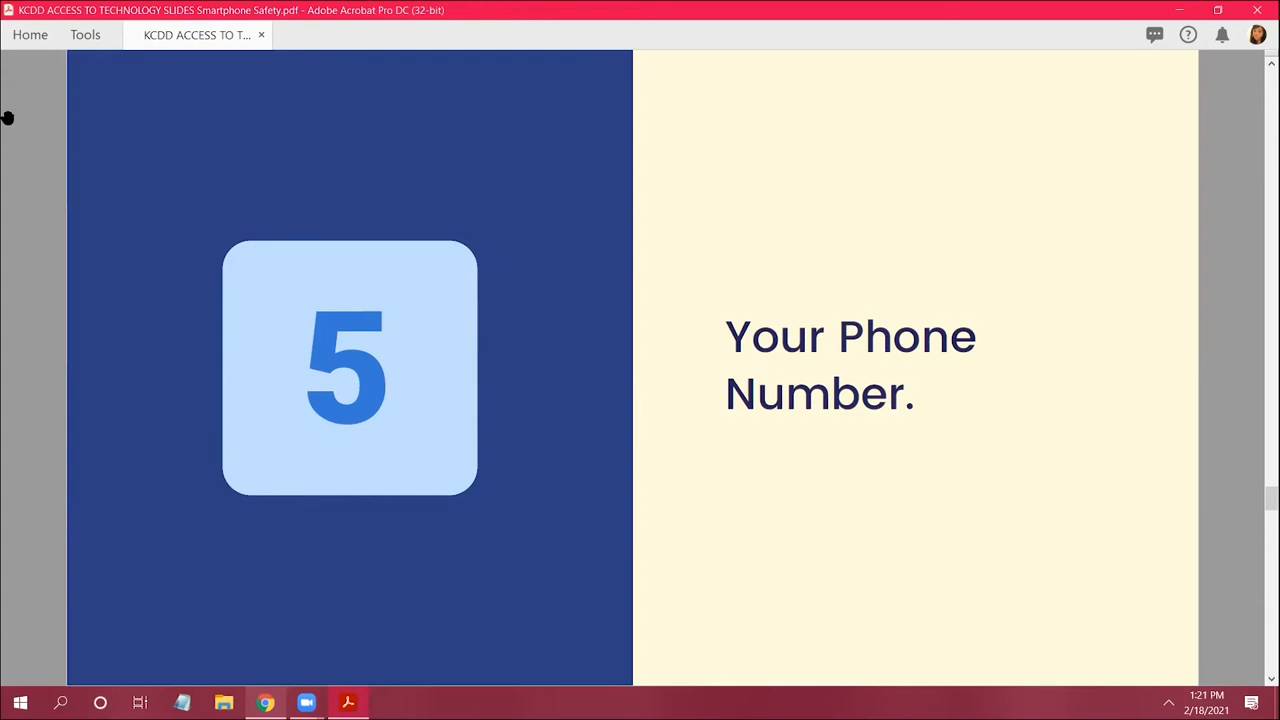 KCDD ACCESS TO TECHNOLOGY SLIDES Smartphone Safety.pdf - Adobe Acrobat Pro DC (32-bit)
Home Tools KCDD ACCESS TO T... ×
5
Your Phone
Number.
1:21 PM
2/18/2021